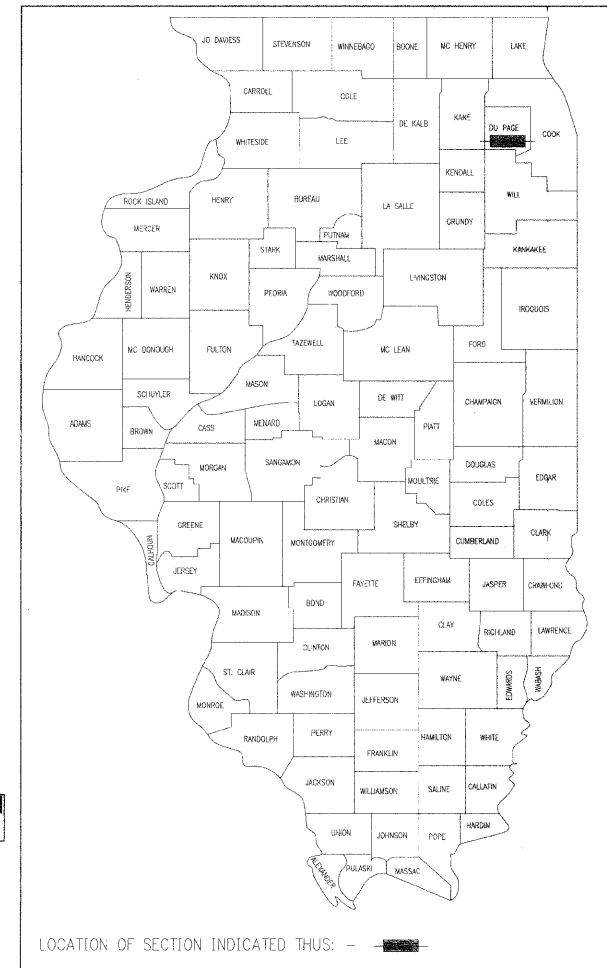 JO DAVIESS STEVENSON WINNEBAGO BOONE MC HENRY LAKE
CARROLL OGLE DE KALB KANE DU PAGE COOK
WHITESIDE LEE
KENDALL WILL
ROCK ISLAND HENRY BUREAU LA SALLE GRUNDY
MERCER PUTNAM KANKAKEE
STARK MARSHALL
HENDERSON WARREN KNOX PEORIA WOODFORD LIVINGSTON IROQUOIS
HANCOCK MC DONOUGH FULTON TAZEWELL MC LEAN FORD
SCHUYLER MASON LOGAN DE WITT CHAMPAIGN VERMILION
ADAMS BROWN CASS MENARD MACON PIATT
PIKE SCOTT MORGAN SANGAMON CHRISTIAN MOULTRIE DOUGLAS EDGAR
COLES
CALHOUN GREENE MACOUPIN MONTGOMERY SHELBY CUMBERLAND CLARK
JERSEY FAYETTE EFFINGHAM JASPER CRAWFORD
MADISON BOND
CLINTON MARION CLAY RICHLAND LAWRENCE
ST. CLAIR WASHINGTON JEFFERSON WAYNE EDWARDS WABASH
MONROE
RANDOLPH PERRY FRANKLIN HAMILTON WHITE
JACKSON WILLIAMSON SALINE GALLATIN
UNION JOHNSON POPE HARDIN
ALEXANDER PULASKI MASSAC
LOCATION OF SECTION INDICATED THUS: -